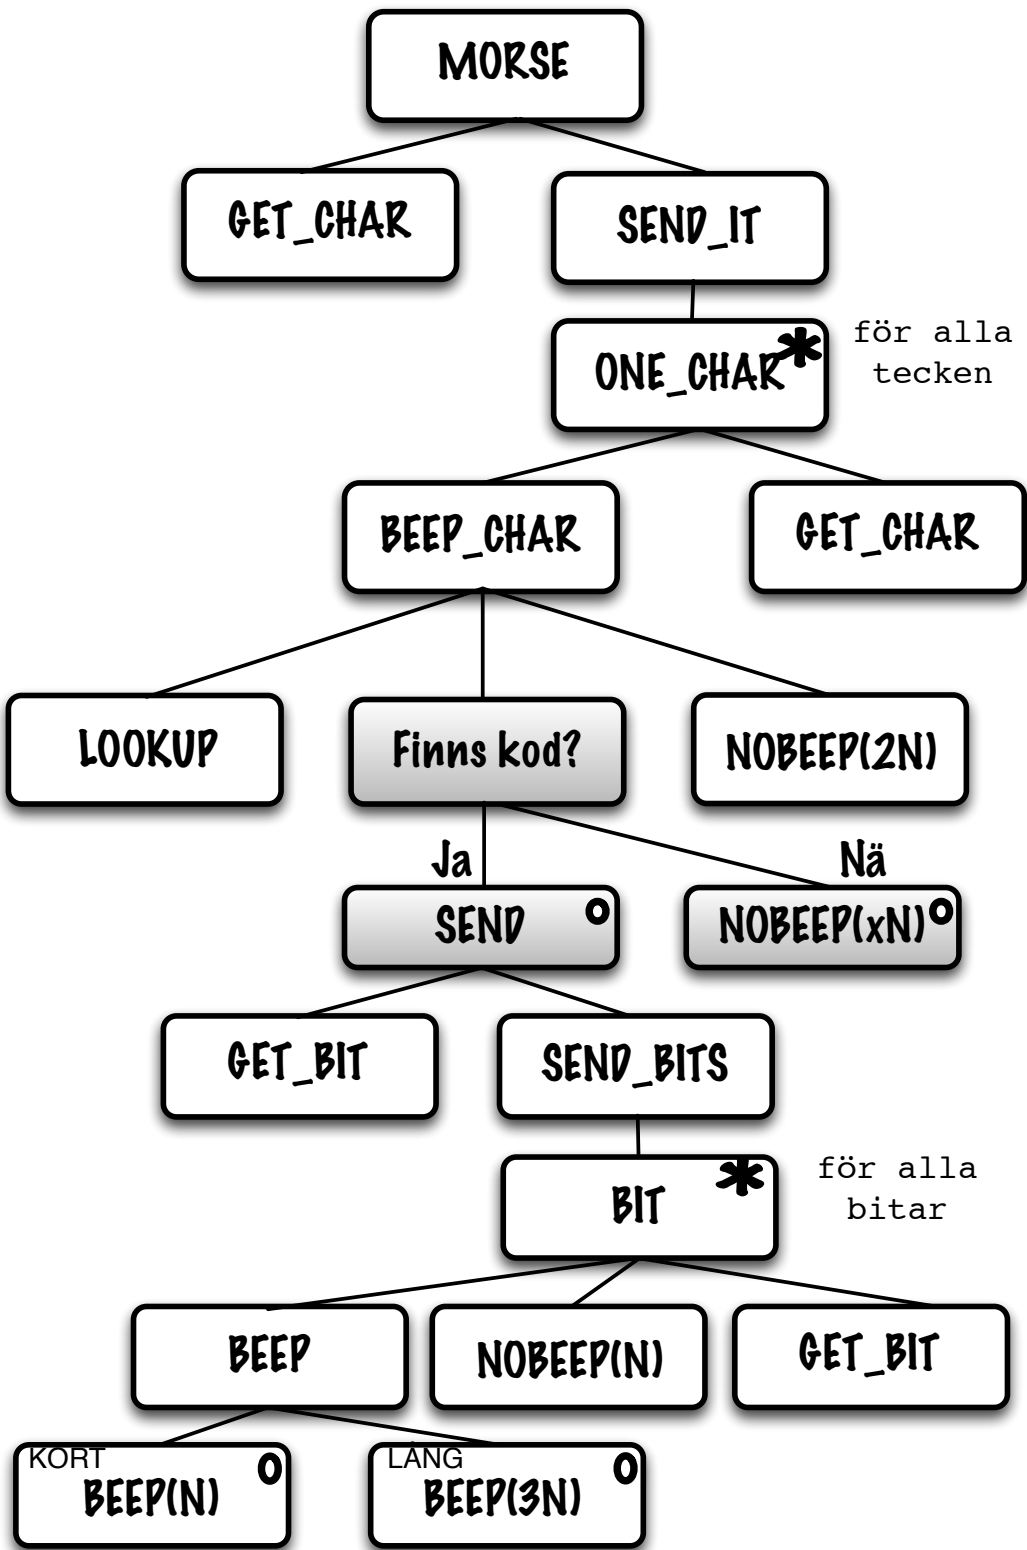 MORSE
GET_CHAR
SEND_IT
ONE_CHAR*
för alla
tecken
BEEP_CHAR
GET_CHAR
LOOKUP
Finns kod?
NOBEEP(2N)
Ja
Nä
SEND o
NOBEEP(xN) o
GET_BIT
SEND_BITS
BIT *
för alla
bitar
BEEP
NOBEEP(N)
GET_BIT
KORT
BEEP(N) o
LÅNG
BEEP(3N) o